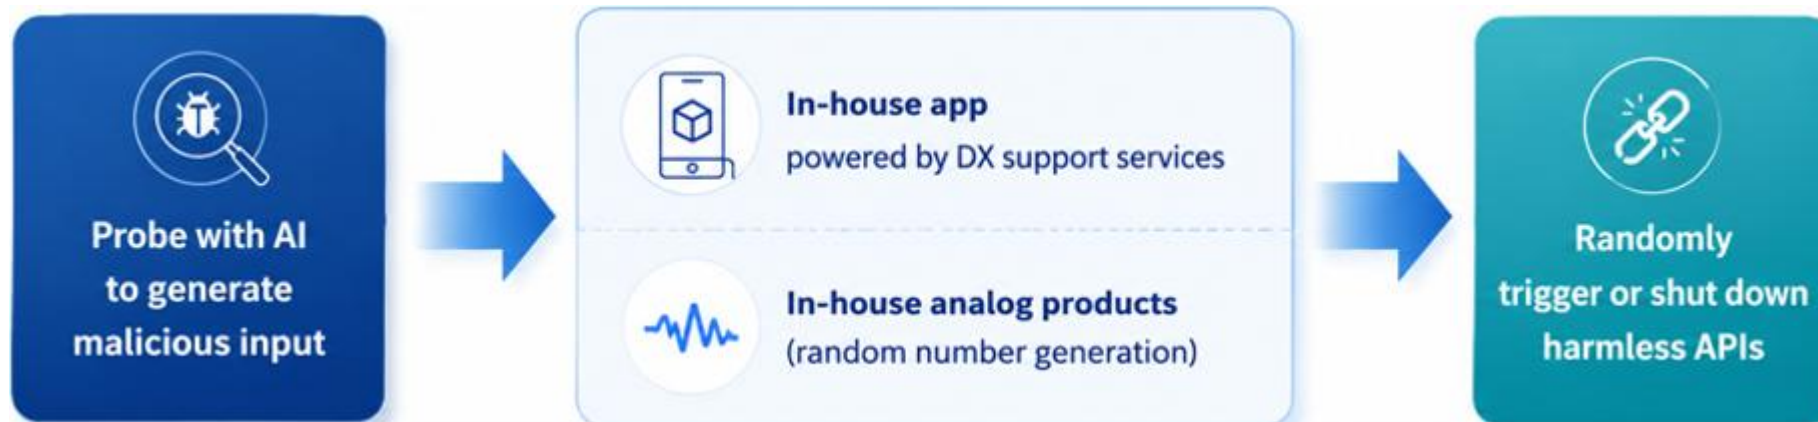 Probe with AI
to generate
malicious input
In-house app
powered by DX support services
In-house analog products
(random number generation)
Randomly
trigger or shut down
harmless APIs